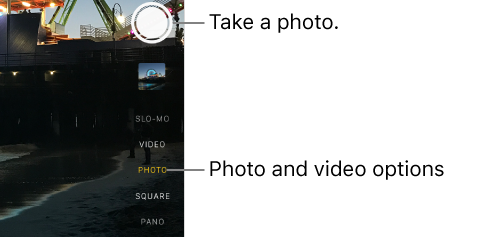 Take a photo.
SLO-MO
VIDEO
PHOTO
Photo and video options
SQUARE
PANO